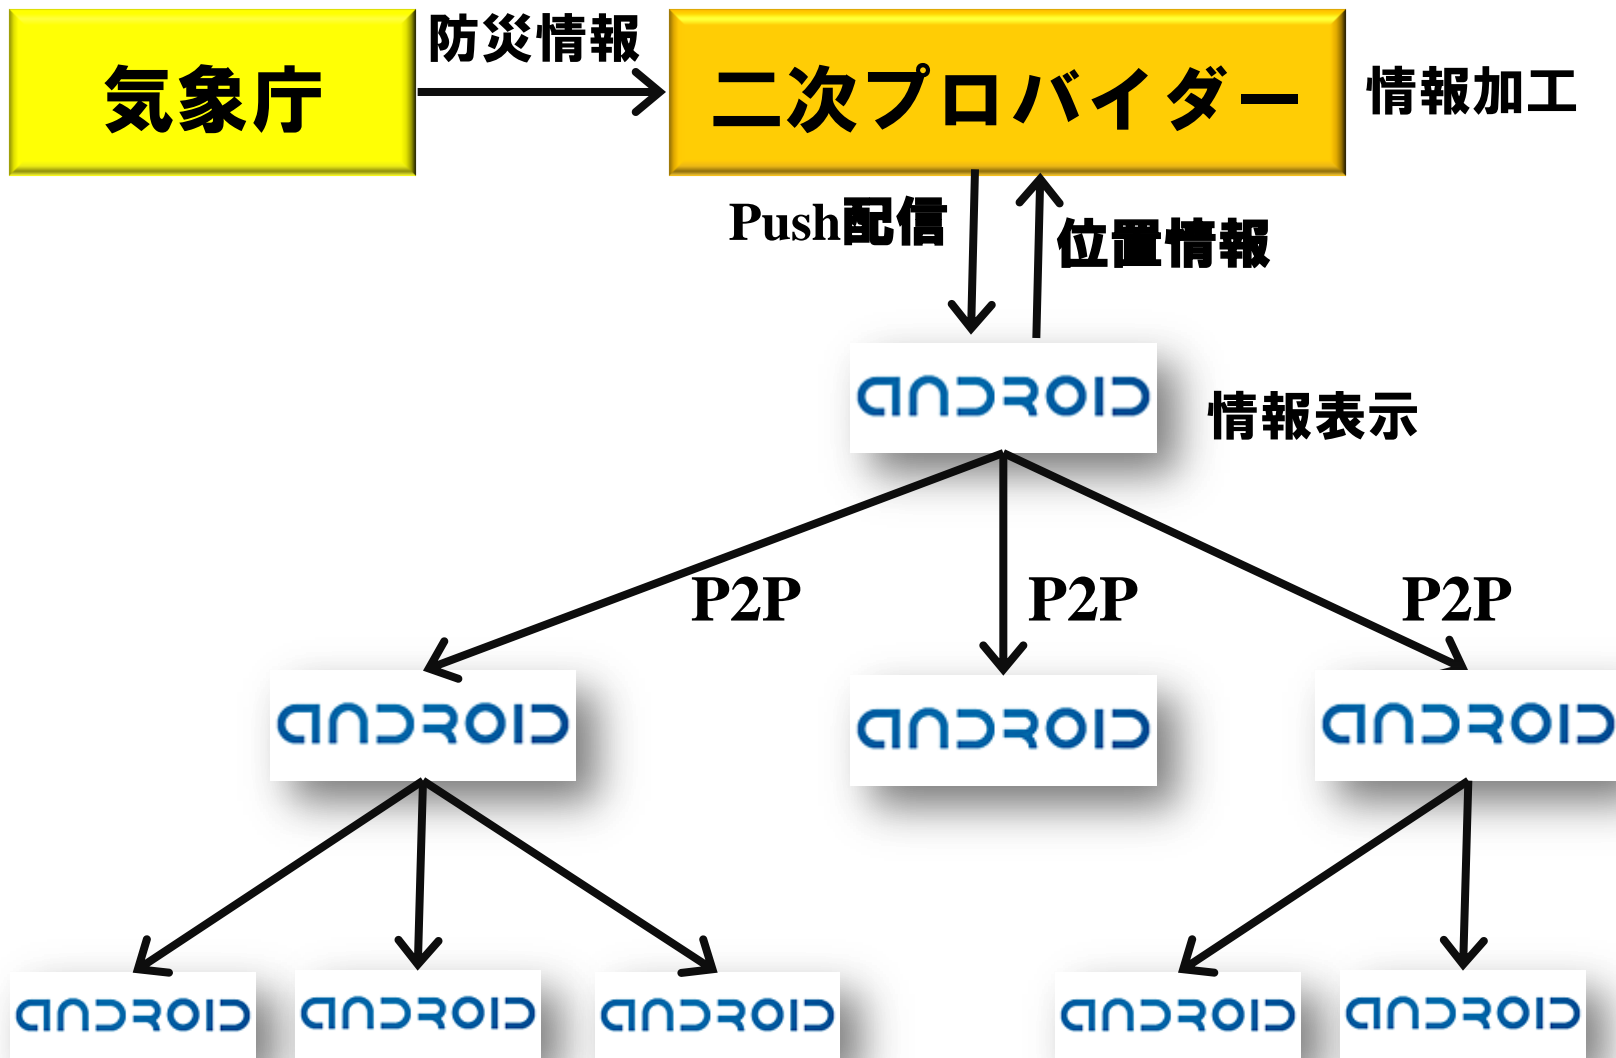 気象庁
防災情報
二次プロバイダー
情報加工
Push配信
位置情報
ANDROID
情報表示
P2P
P2P
P2P
ANDROID
ANDROID
ANDROID
ANDROID
ANDROID
ANDROID
ANDROID
ANDROID